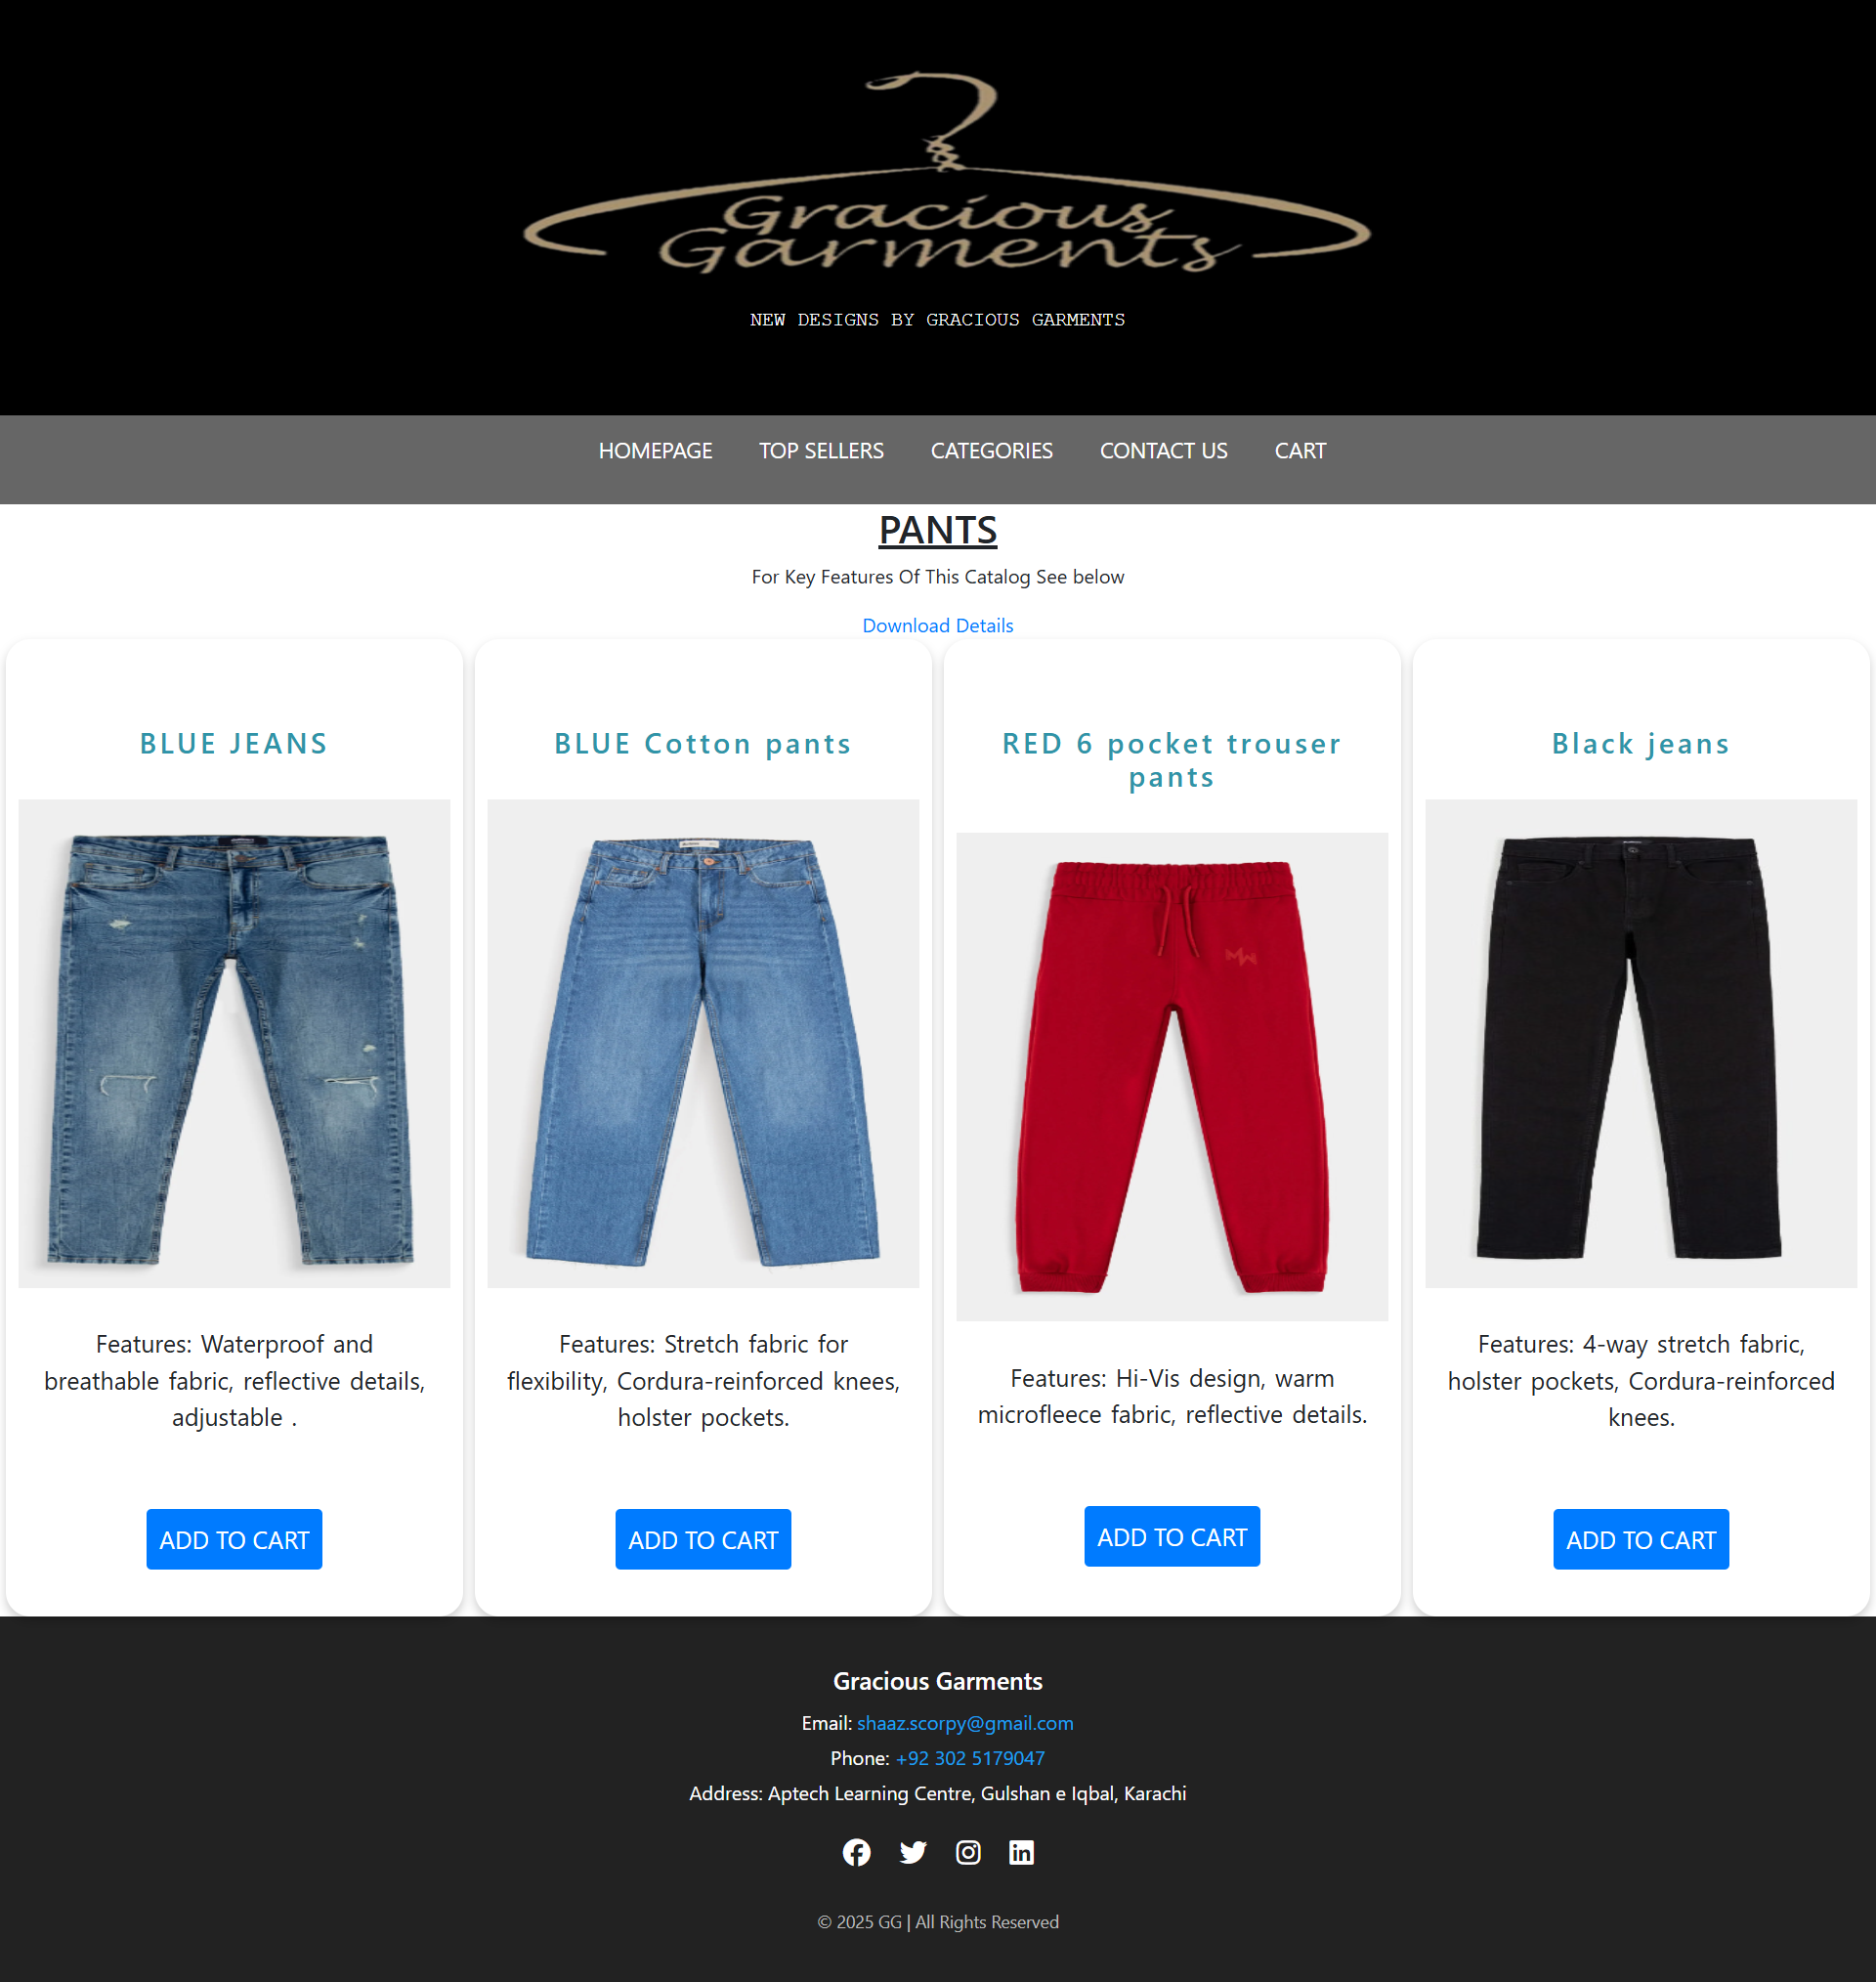 Gracious
Garments
NEW DESIGNS BY GRACIOUS GARMENTS
HOMEPAGE TOP SELLERS CATEGORIES CONTACT US CART
PANTS
For Key Features Of This Catalog See below
Download Details
BLUE JEANS
Features: Waterproof and
breathable fabric, reflective details,
adjustable .
ADD TO CART
BLUE Cotton pants
Features: Stretch fabric for
flexibility, Cordura-reinforced knees,
holster pockets.
ADD TO CART
RED 6 pocket trouser
pants
MW
Features: Hi-Vis design, warm
microfleece fabric, reflective details.
ADD TO CART
Black jeans
Features: 4-way stretch fabric,
holster pockets, Cordura-reinforced
knees.
ADD TO CART
Gracious Garments
Email: shaaz.scorpy@gmail.com
Phone: +92 302 5179047
Address: Aptech Learning Centre, Gulshan e Iqbal, Karachi
© 2025 GG | All Rights Reserved